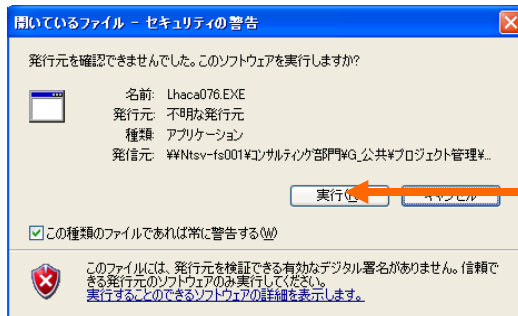 開いているファイル - セキュリティの警告
発行元を確認できませんでした。このソフトウェアを実行しますか?
名前: Lhaca076.EXE
発行元: 不明な発行元
種類: アプリケーション
発信元: ¥¥Ntsv-fs001¥コンサルティング部門¥G_公共¥プロジェクト管理¥...
実行(
この種類のファイルであれば常に警告する(W)
このファイルには、発行元を検証できる有効なデジタル署名がありません。信頼で
きる発行元のソフトウェアのみ実行してください。
実行することのできるソフトウェアの詳細を表示します。